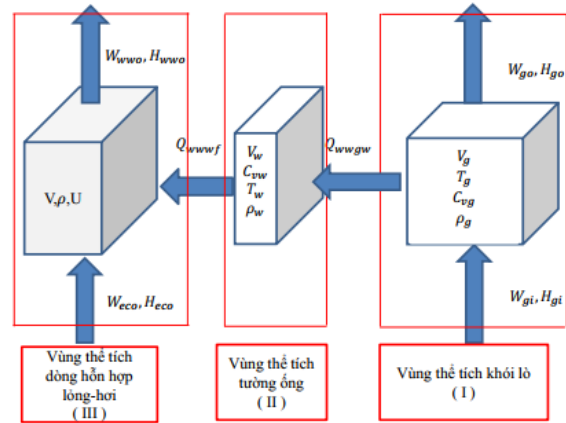 W_wwo, H_wwo
W_go, H_go
Q_wwwf
Q_wwgw
V,ρ,U
V_w
C_vw
T_w
ρ_w
V_g
T_g
C_vg
ρ_g
W_eco, H_eco
W_gi, H_gi
Vùng thể tích
dòng hỗn hợp
lỏng-hơi
( III )
Vùng thể tích
tường ống
( II )
Vùng thể tích khói lò
( I )